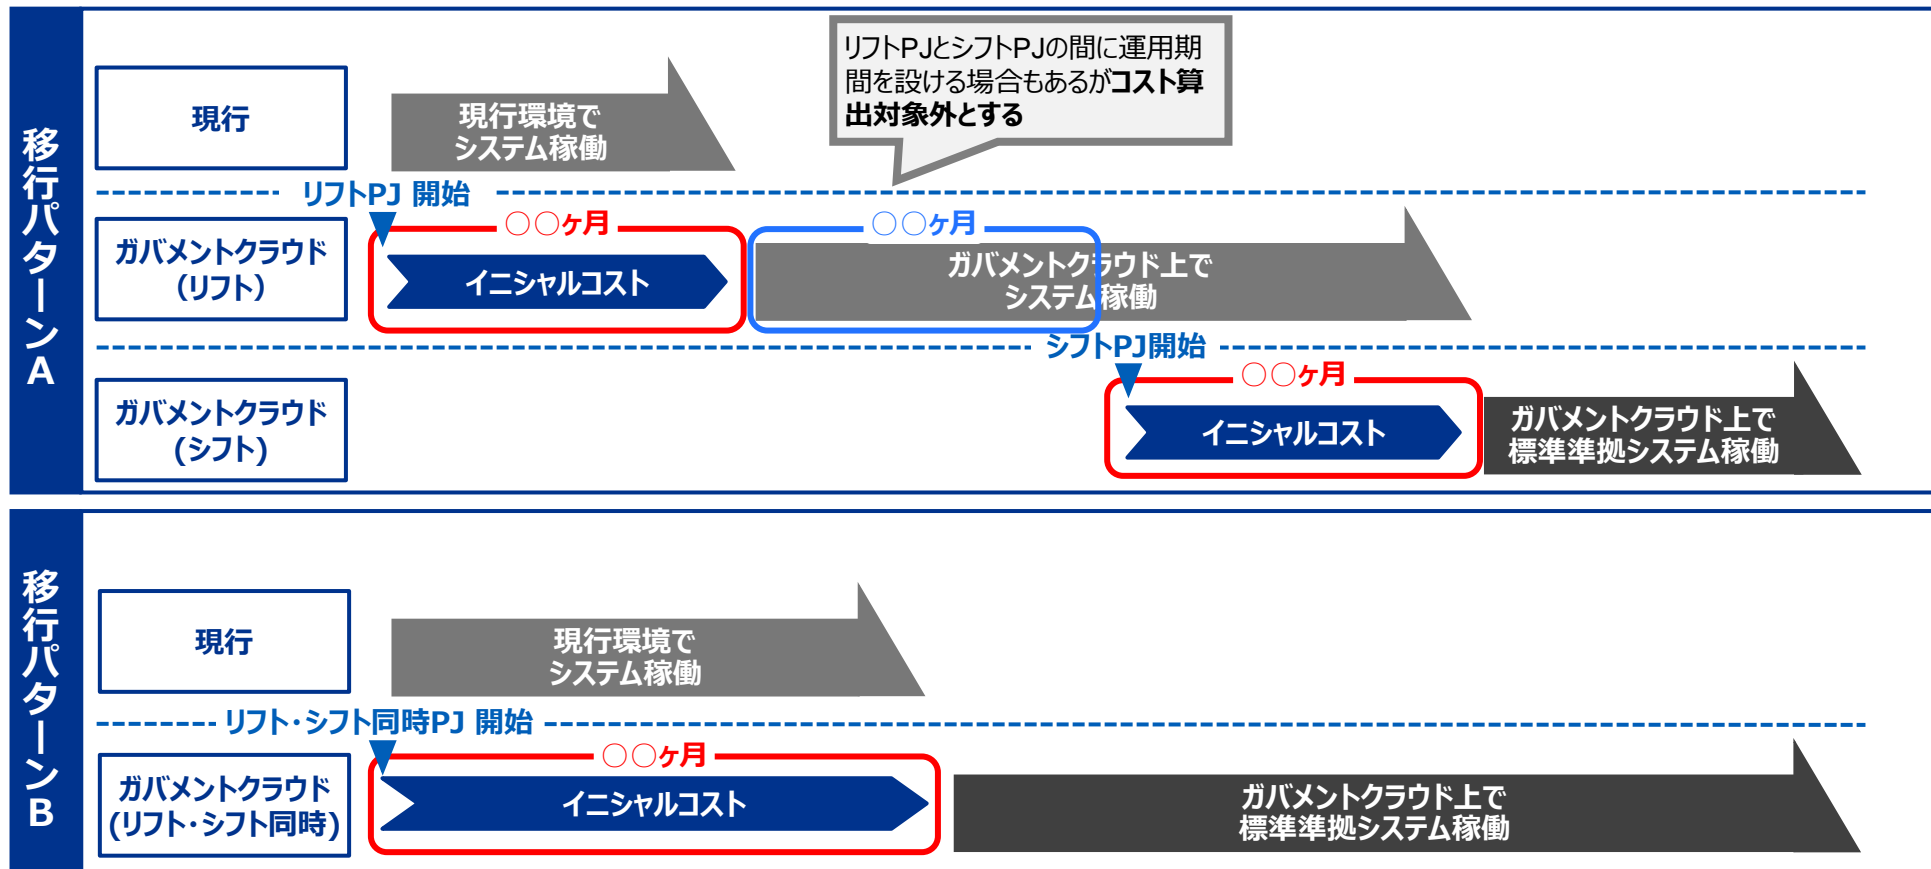 移行パターンA
現行
現行環境で
システム稼働
リフトPJとシフトPJの間に運用期
間を設ける場合もあるがコスト算
出対象外とする
リフトPJ 開始
ガバメントクラウド
(リフト)
〇〇ヶ月
イニシャルコスト
〇〇ヶ月
ガバメントクラウド上で
システム稼働
シフトPJ開始
ガバメントクラウド
(シフト)
〇〇ヶ月
イニシャルコスト
ガバメントクラウド上で
標準準拠システム稼働
移行パターンB
現行
現行環境で
システム稼働
リフト・シフト同時PJ 開始
ガバメントクラウド
(リフト・シフト同時)
〇〇ヶ月
イニシャルコスト
ガバメントクラウド上で
標準準拠システム稼働